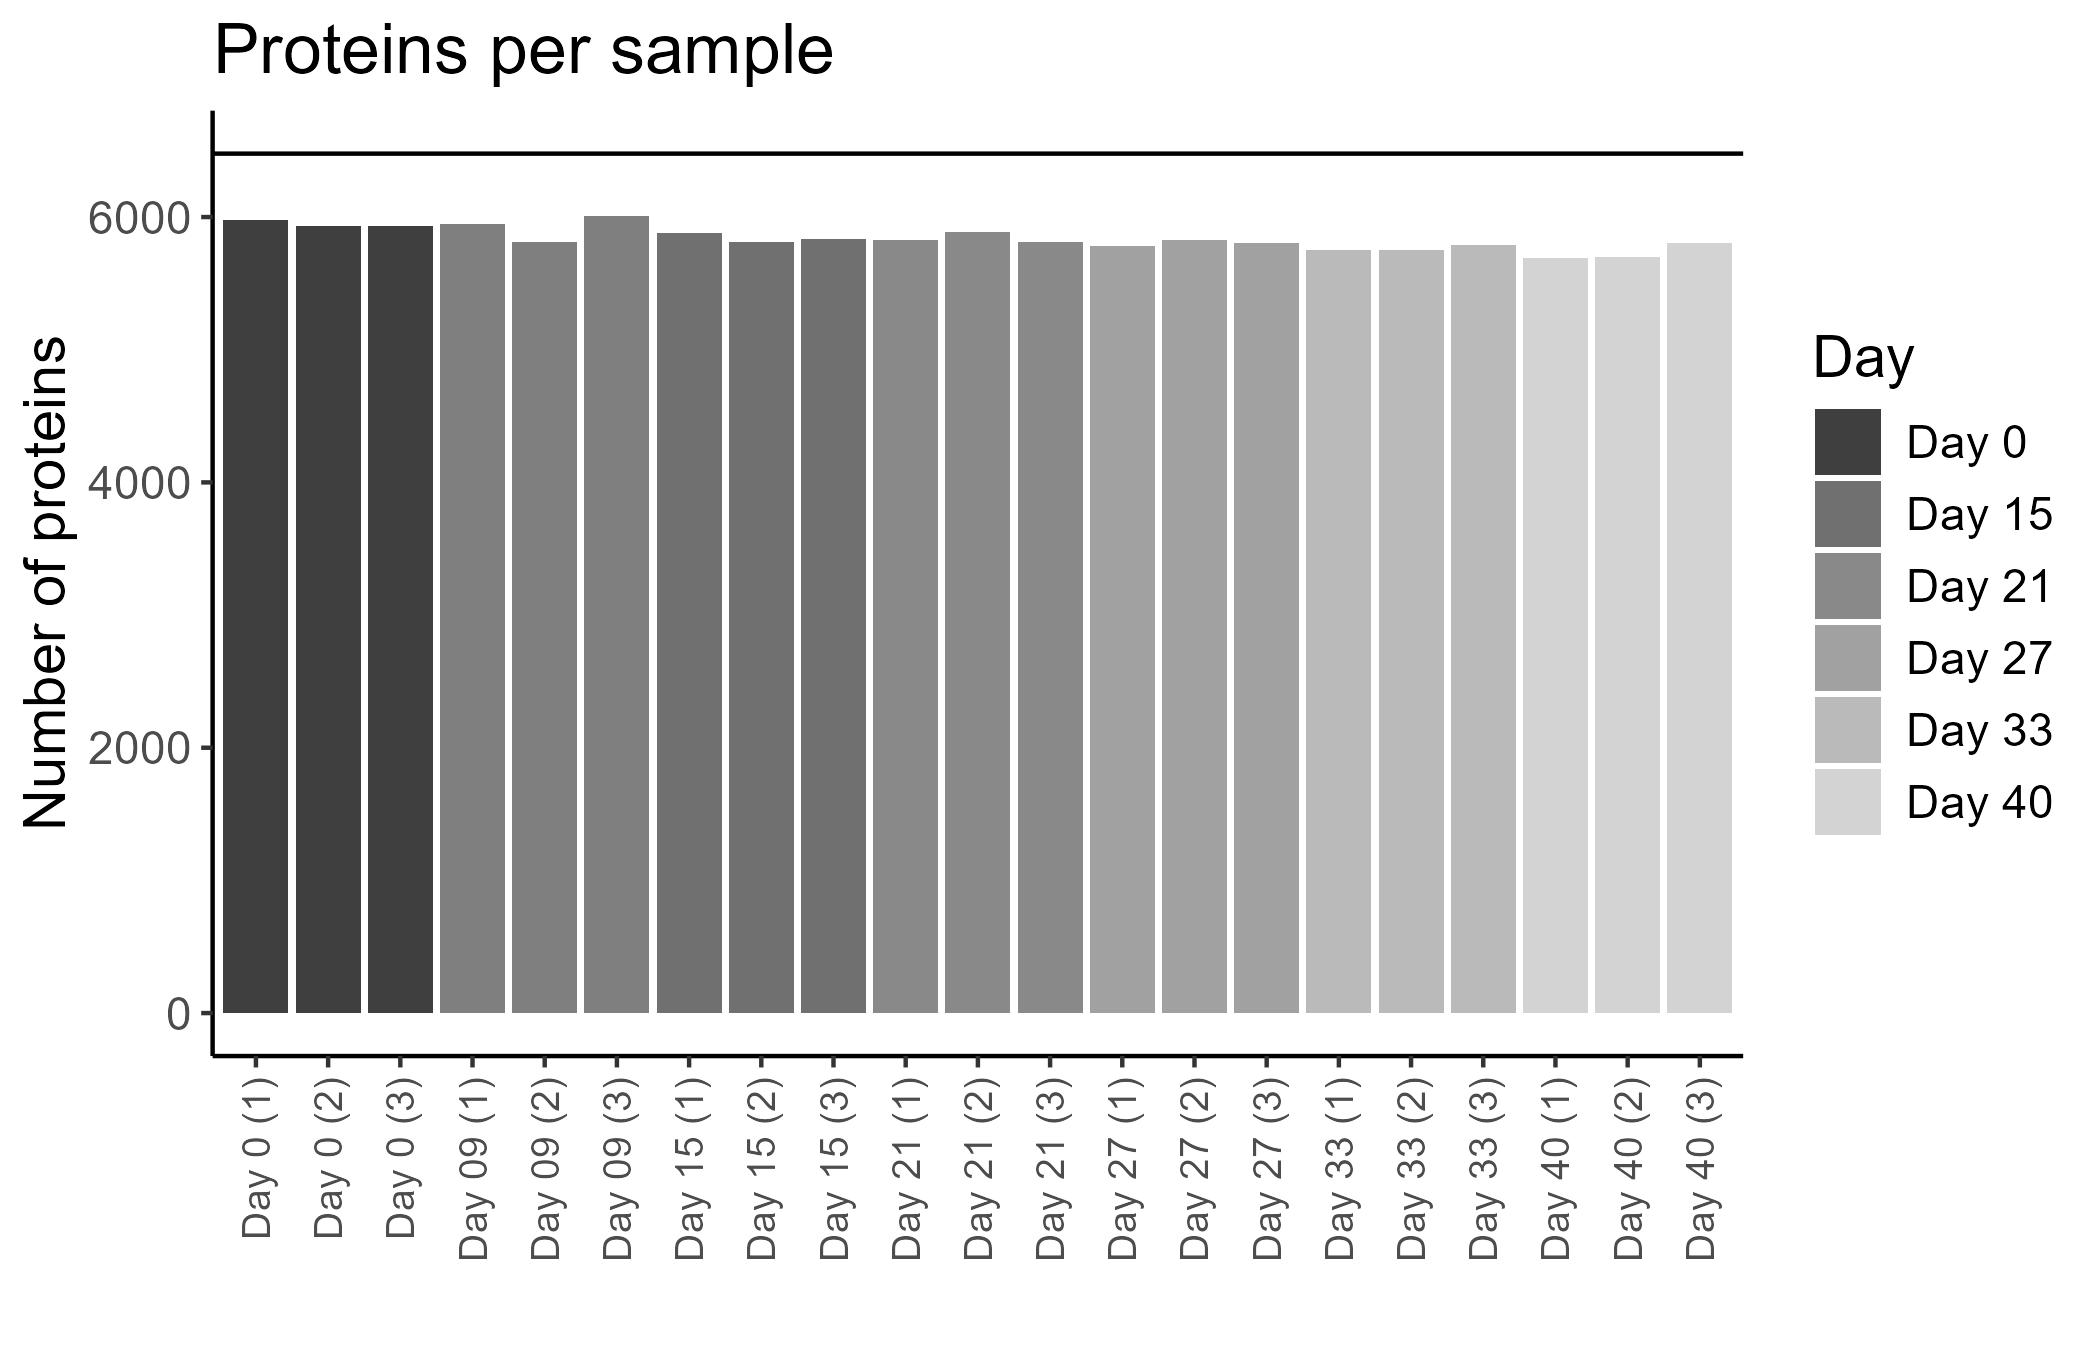 Proteins per sample
Number of proteins
6000
4000
2000
0
Day 0 (1)
Day 0 (2)
Day 0 (3)
Day 09 (1)
Day 09 (2)
Day 09 (3)
Day 15 (1)
Day 15 (2)
Day 15 (3)
Day 21 (1)
Day 21 (2)
Day 21 (3)
Day 27 (1)
Day 27 (2)
Day 27 (3)
Day 33 (1)
Day 33 (2)
Day 33 (3)
Day 40 (1)
Day 40 (2)
Day 40 (3)
Day
Day 0
Day 15
Day 21
Day 27
Day 33
Day 40